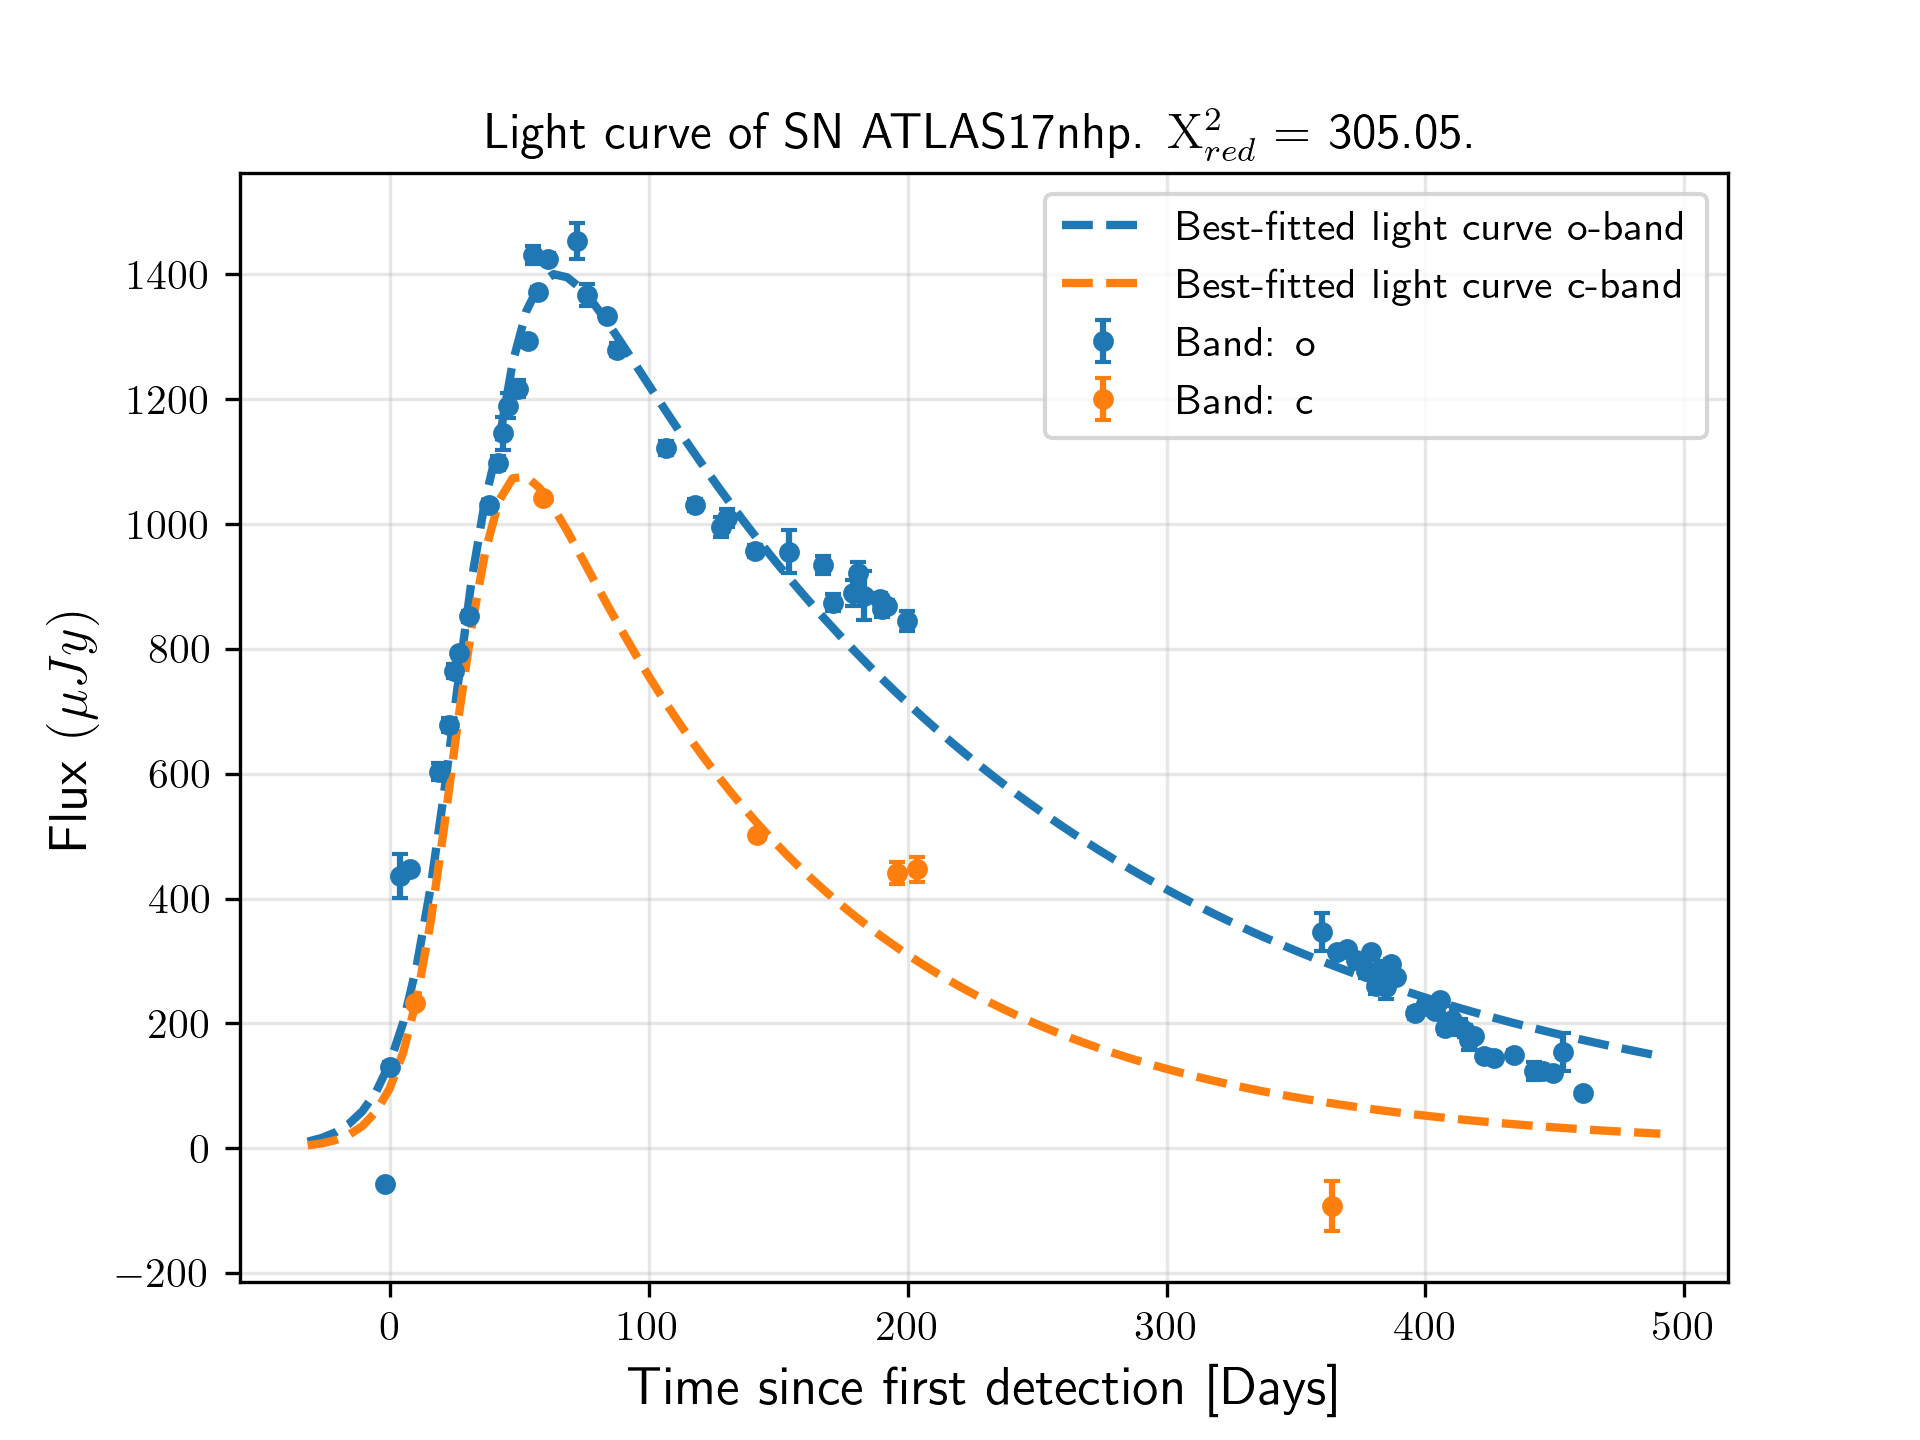 Light curve of SN ATLAS17nhp. X²_red = 305.05.
Best-fitted light curve o-band
Best-fitted light curve c-band
Band: o
Band: c
Flux (μJy)
1400
1200
1000
800
600
400
200
0
−200
0 100 200 300 400 500
Time since first detection [Days]